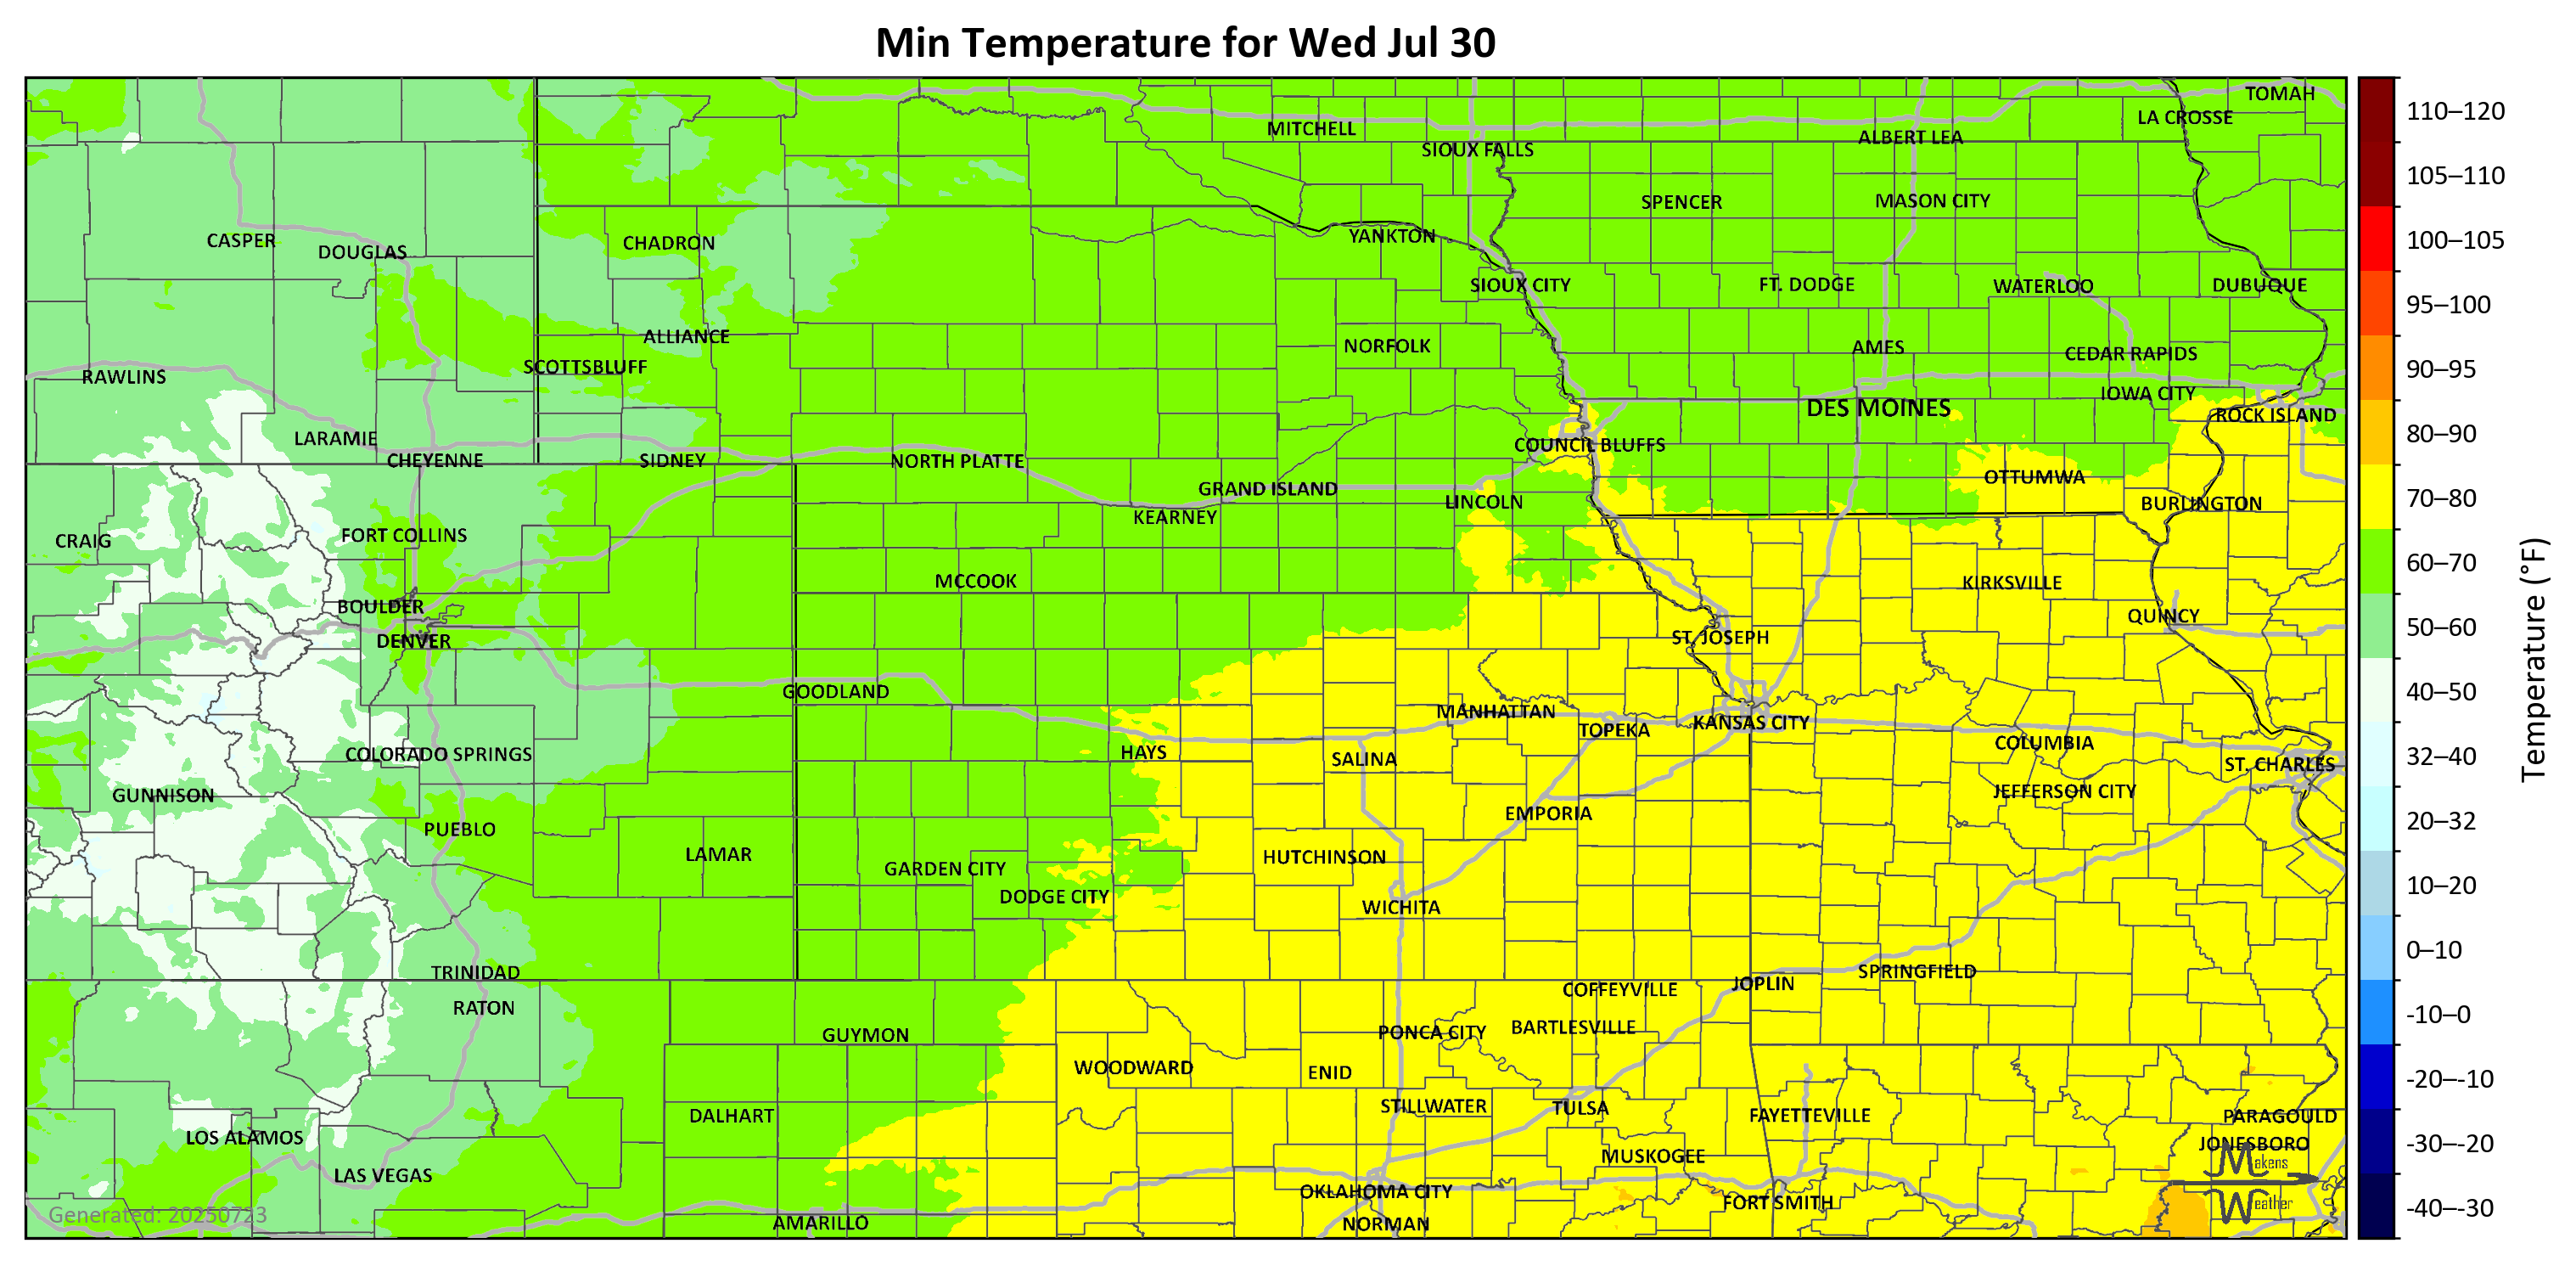 Min Temperature for Wed Jul 30
TOMAH
LA CROSSE
MITCHELL
ALBERT LEA
SIOUX FALLS
SPENCER
MASON CITY
CASPER
DOUGLAS
CHADRON
YANKTON
SIOUX CITY
FT. DODGE
WATERLOO
DUBUQUE
ALLIANCE
NORFOLK
AMES
CEDAR RAPIDS
SCOTTSBLUFF
RAWLINS
IOWA CITY
DES MOINES
ROCK ISLAND
LARAMIE
COUNCIL BLUFFS
CHEYENNE
SIDNEY
NORTH PLATTE
OTTUMWA
GRAND ISLAND
LINCOLN
BURLINGTON
KEARNEY
FORT COLLINS
CRAIG
MCCOOK
KIRKSVILLE
BOULDER
QUINCY
DENVER
ST. JOSEPH
GOODLAND
MANHATTAN
TOPEKA
KANSAS CITY
COLUMBIA
COLORADO SPRINGS
HAYS
SALINA
ST. CHARLES
GUNNISON
JEFFERSON CITY
EMPORIA
PUEBLO
LAMAR
HUTCHINSON
GARDEN CITY
DODGE CITY
WICHITA
TRINIDAD
SPRINGFIELD
JOPLIN
COFFEYVILLE
RATON
GUYMON
PONCA CITY
BARTLESVILLE
WOODWARD
ENID
STILLWATER
TULSA
DALHART
FAYETTEVILLE
PARAGOULD
LOS ALAMOS
JONESBORO
MUSKOGEE
LAS VEGAS
OKLAHOMA CITY
FORT SMITH
AMARILLO
NORMAN
Makens
Weather
Generated: 20250723
110–120
105–110
100–105
95–100
90–95
80–90
70–80
60–70
50–60
40–50
32–40
20–32
10–20
0–10
-10–0
-20–-10
-30–-20
-40–-30
Temperature (°F)